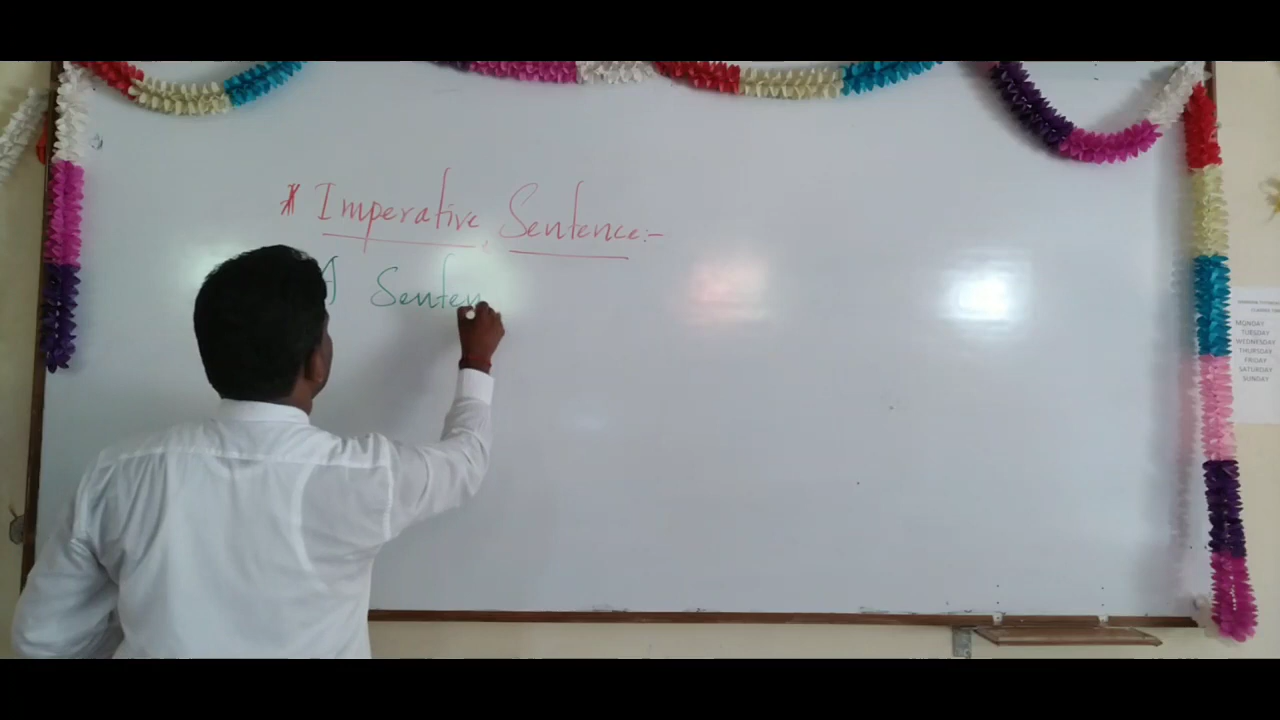 * Imperative Sentence:-
A Senten
MONDAY
TUESDAY
WEDNESDAY
THURSDAY
FRIDAY
SATURDAY
SUNDAY